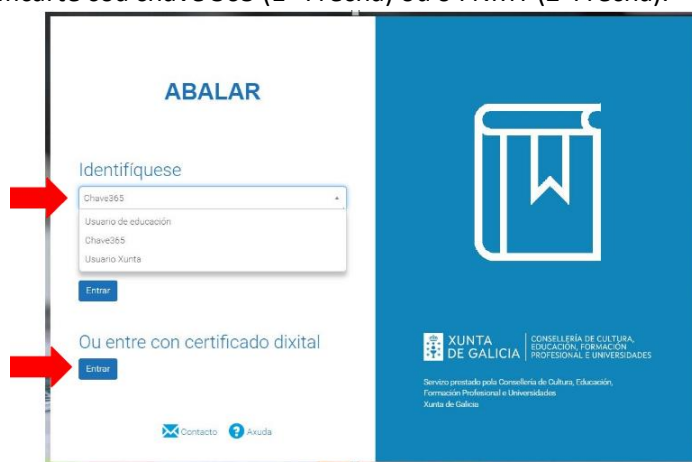 ABALAR
Identifíquese
Chave365
Usuario de educación
Chave365
Usuario Xunta
Entrar
Ou entre con certificado dixital
Entrar
Contacto
Axuda
XUNTA
DE GALICIA
CONSELLERÍA DE CULTURA,
EDUCACIÓN, FORMACIÓN
PROFESIONAL E UNIVERSIDADES
Servizo prestado pola Consellería de Cultura, Educación,
Formación Profesional e Universidades
Xunta de Galicia